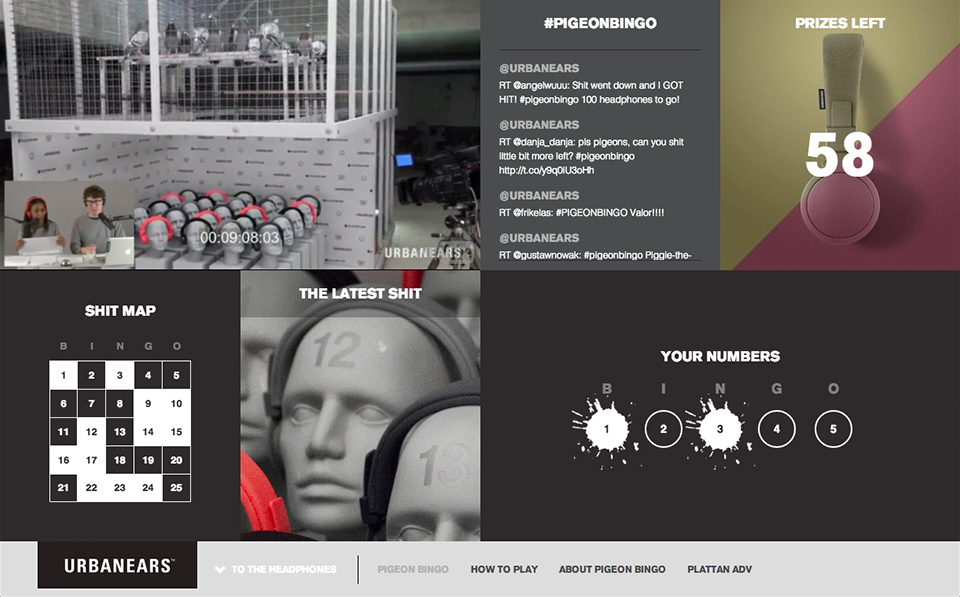 00:09:08:03
URBANEARS
#PIGEONBINGO
@URBANEARS
RT @angelwuuu: Shit went down and I GOT
HIT! #pigeonbingo 100 headphones to go!
@URBANEARS
RT @danja_danja: pls pigeons, can you shit
little bit more left? #pigeonbingo
http://t.co/y9q0iU3oHh
@URBANEARS
RT @frikelas: #PIGEONBINGO Valor!!!!
@URBANEARS
RT @gustawnowak: #pigeonbingo Piggle-the-
PRIZES LEFT
58
SHIT MAP
B I N G O
1 2 3 4 5
6 7 8 9 10
11 12 13 14 15
16 17 18 19 20
21 22 23 24 25
THE LATEST SHIT
12
13
YOUR NUMBERS
B I N G O
1 2 3 4 5
URBANEARS™
TO THE HEADPHONES
PIGEON BINGO
HOW TO PLAY
ABOUT PIGEON BINGO
PLATTAN ADV